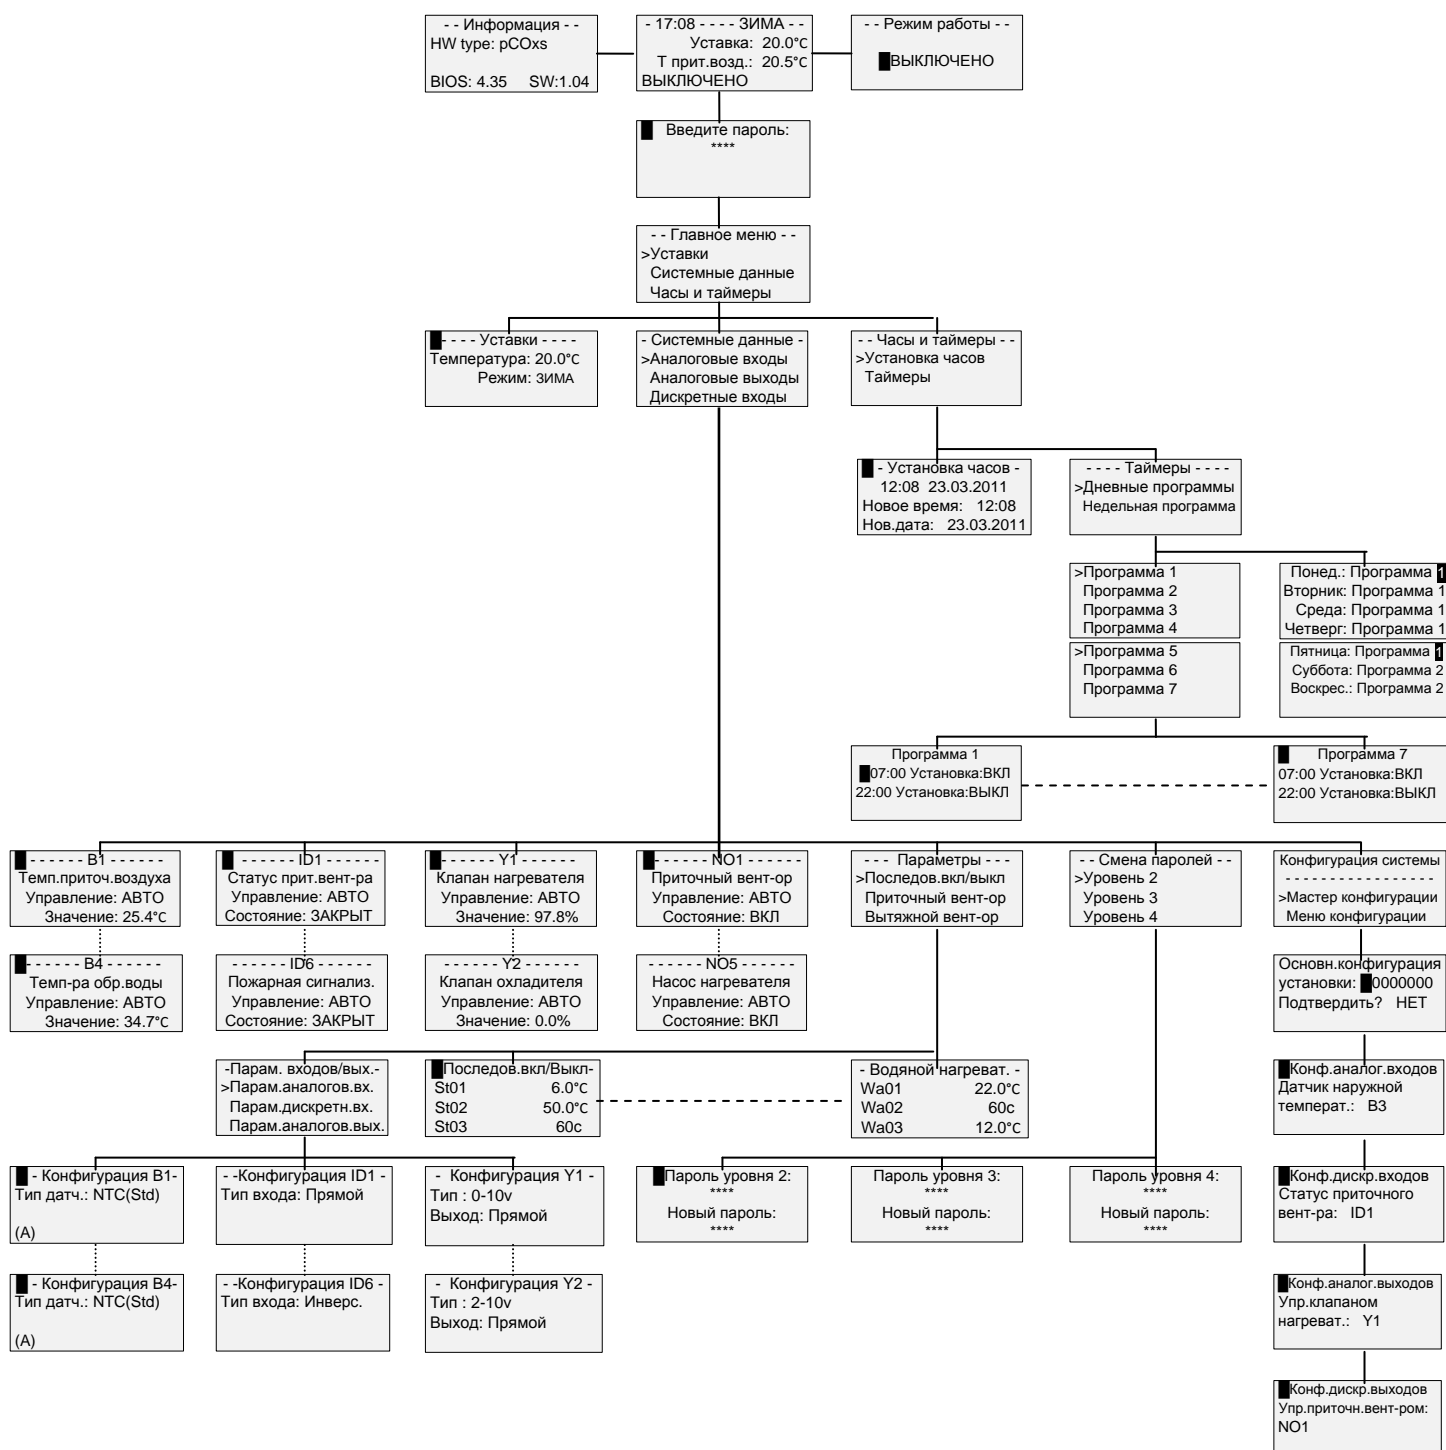 - - Информация - -
HW type: pCOxs
BIOS: 4.35 SW:1.04
- 17:08 - - - - ЗИМА - -
Уставка: 20.0°C
Т прит.возд.: 20.5°C
ВЫКЛЮЧЕНО
- - Режим работы - -
ВЫКЛЮЧЕНО
Введите пароль:
****
- - Главное меню - -
>Уставки
Системные данные
Часы и таймеры
- - - - Уставки - - - -
Температура: 20.0°C
Режим: ЗИМА
- Системные данные -
>Аналоговые входы
Аналоговые выходы
Дискретные входы
- - Часы и таймеры - -
>Установка часов
Таймеры
- Установка часов -
12:08 23.03.2011
Новое время: 12:08
Нов.дата: 23.03.2011
- - - - Таймеры - - - -
>Дневные программы
Недельная программа
>Программа 1
Программа 2
Программа 3
Программа 4
Понед.: Программа 1
Вторник: Программа 1
Среда: Программа 1
Четверг: Программа 1
>Программа 5
Программа 6
Программа 7
Пятница: Программа 1
Суббота: Программа 2
Воскрес.: Программа 2
Программа 1
07:00 Установка:ВКЛ
22:00 Установка:ВЫКЛ
Программа 7
07:00 Установка:ВКЛ
22:00 Установка:ВЫКЛ
- - - - - - B1 - - - - - -
Темп.приточ.воздуха
Управление: АВТО
Значение: 25.4°C
- - - - - - ID1 - - - - - -
Статус прит.вент-ра
Управление: АВТО
Состояние: ЗАКРЫТ
- - - - - - Y1 - - - - - -
Клапан нагревателя
Управление: АВТО
Значение: 97.8%
- - - - - - NO1 - - - - - -
Приточный вент-ор
Управление: АВТО
Состояние: ВКЛ
- - - Параметры - - -
>Последов.вкл/выкл
Приточный вент-ор
Вытяжной вент-ор
- - Смена паролей - -
>Уровень 2
Уровень 3
Уровень 4
Конфигурация системы
- - - - - - - - - - - - - - - - -
>Мастер конфигурации
Меню конфигурации
- - - - - - B4 - - - - - -
Темп-ра обр.воды
Управление: АВТО
Значение: 34.7°C
- - - - - - ID6 - - - - - -
Пожарная сигнализ.
Управление: АВТО
Состояние: ЗАКРЫТ
- - - - - - Y2 - - - - - -
Клапан охладителя
Управление: АВТО
Значение: 0.0%
- - - - - - NO5 - - - - - -
Насос нагревателя
Управление: АВТО
Состояние: ВКЛ
Основн.конфигурация
установки: 0000000
Подтвердить? НЕТ
-Парам. входов/вых.-
>Парам.аналогов.вх.
Парам.дискретн.вх.
Парам.аналогов.вых.
Последов.вкл/Выкл-
St01 6.0°C
St02 50.0°C
St03 60с
- Водяной нагреват. -
Wa01 22.0°C
Wa02 60с
Wa03 12.0°C
Конф.аналог.входов
Датчик наружной
температ.: B3
- Конфигурация B1-
Тип датч.: NTC(Std)
(A)
- -Конфигурация ID1 -
Тип входа: Прямой
- Конфигурация Y1 -
Тип : 0-10v
Выход: Прямой
Пароль уровня 2:
****
Новый пароль:
****
Пароль уровня 3:
****
Новый пароль:
****
Пароль уровня 4:
****
Новый пароль:
****
Конф.дискр.входов
Статус приточного
вент-ра: ID1
- Конфигурация B4-
Тип датч.: NTC(Std)
(A)
- -Конфигурация ID6 -
Тип входа: Инверс.
- Конфигурация Y2 -
Тип : 2-10v
Выход: Прямой
Конф.аналог.выходов
Упр.клапаном
нагреват.: Y1
Конф.дискр.выходов
Упр.приточн.вент-ром:
NO1